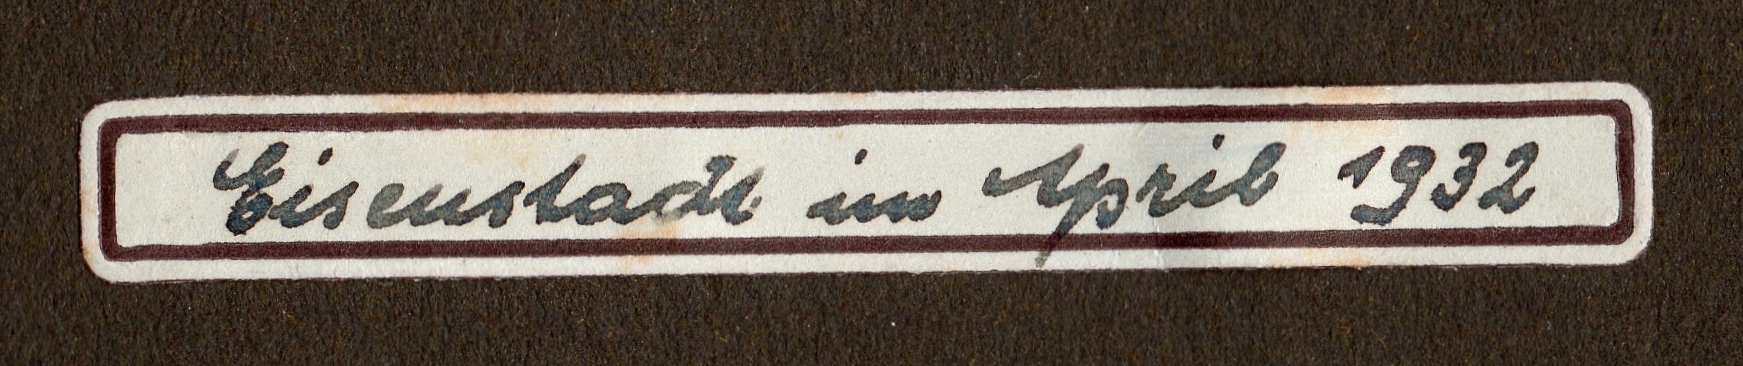 Eisenstadt im April 1932